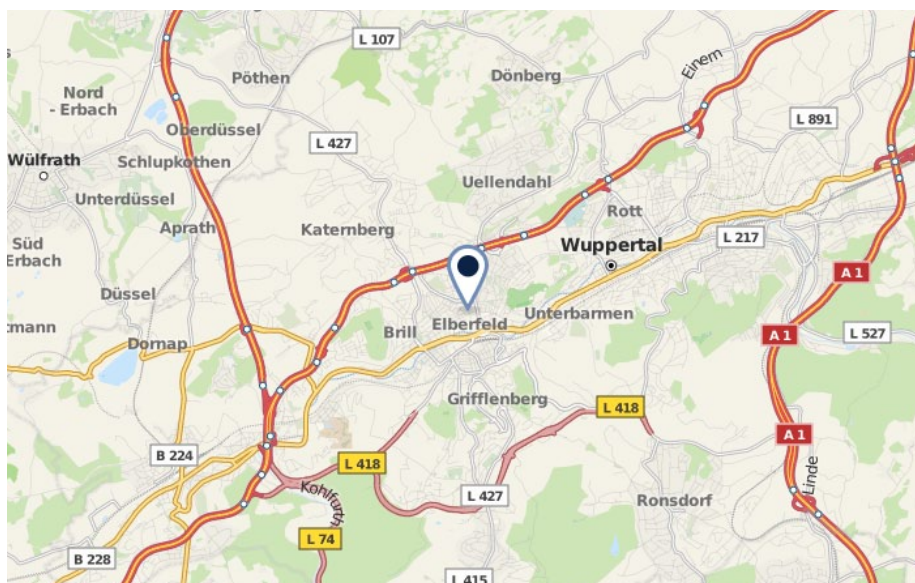 L 107
Pöthen
Dönberg
Einern
Nord
- Erbach
Oberdüssel
L 891
L 427
Wülfrath
Schlupkothen
Uellendahl
Unterdüssel
Rott
Aprath
Katernberg
L 217
Süd
Erbach
Wuppertal
A 1
Düssel
Unterbarmen
tmann
Elberfeld
Brill
Dornap
A 1
L 527
Grifflenberg
L 418
A 1
B 224
L 418
Linde
Kohlfurth
L 427
Ronsdorf
L 74
B 228
L 415